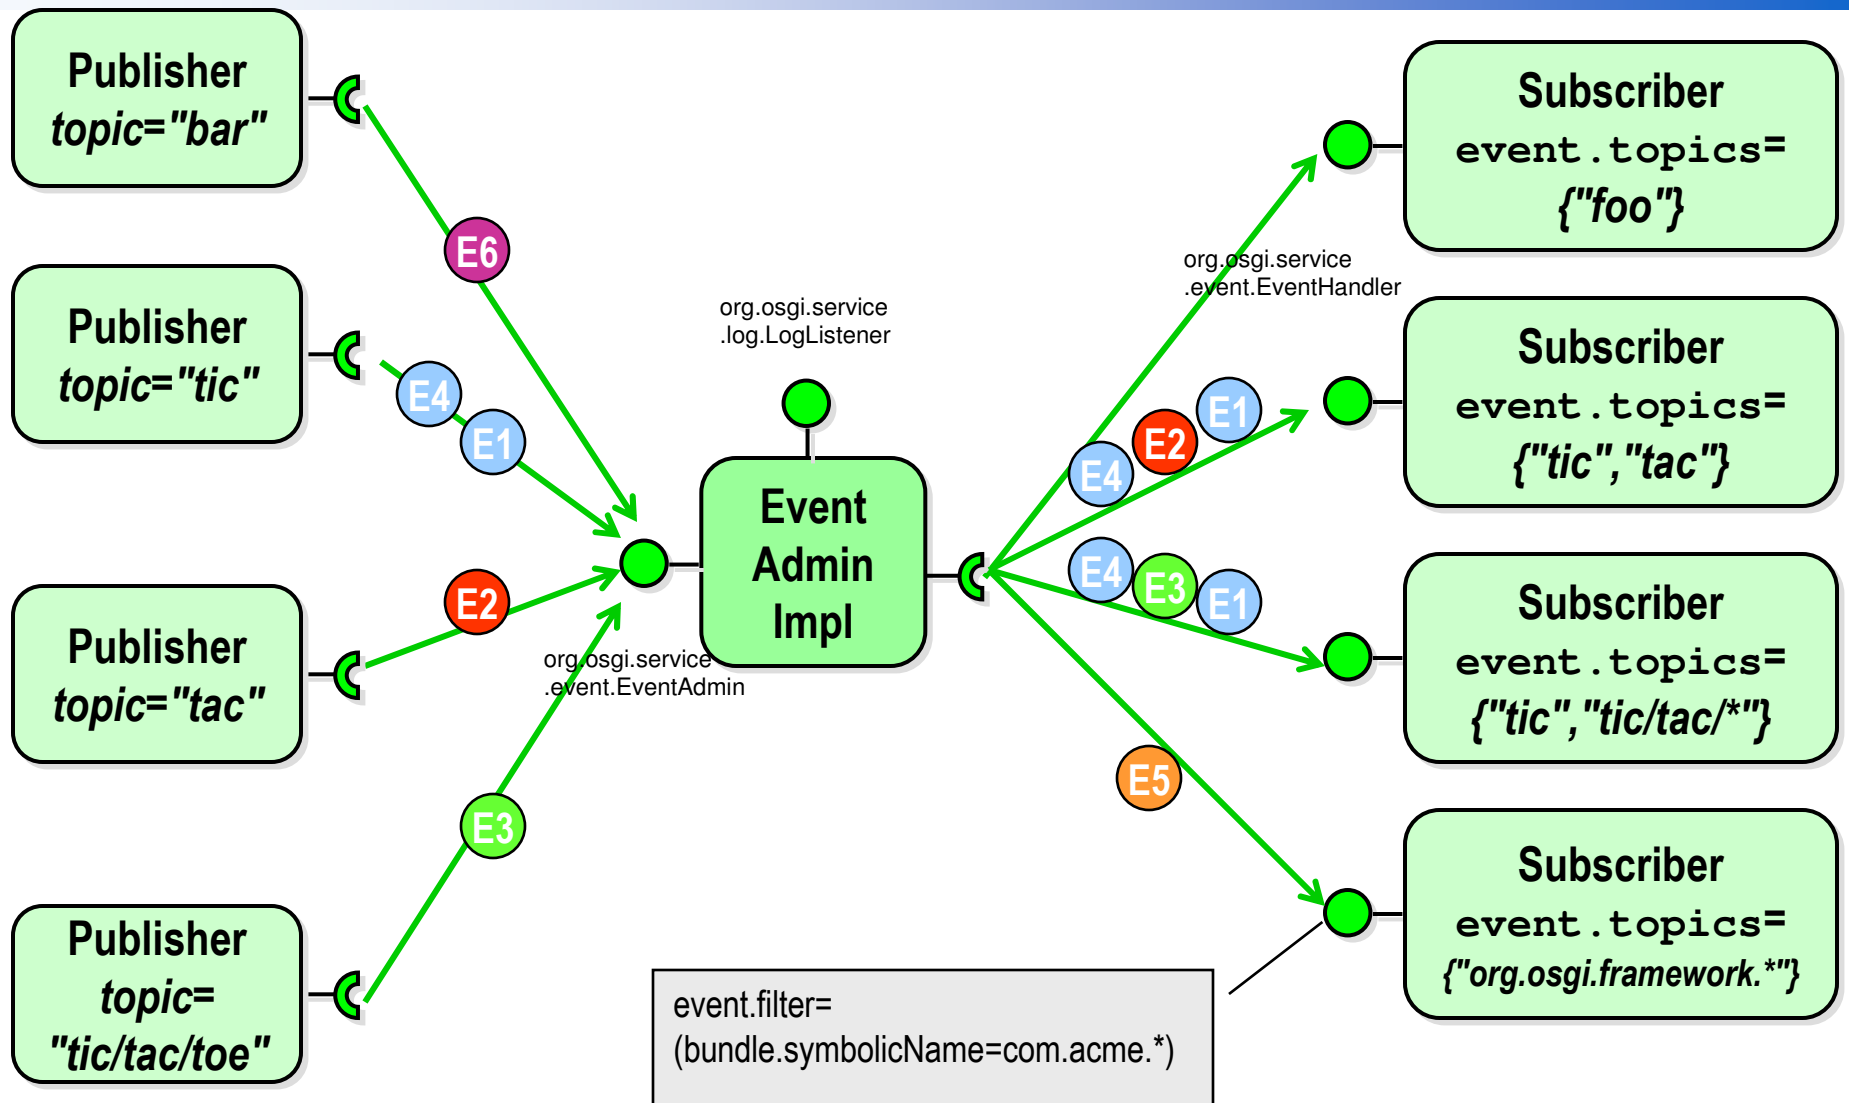 Publisher
topic="bar"
Publisher
topic="tic"
Publisher
topic="tac"
Publisher
topic=
"tic/tac/toe"
E6
E4
E1
E2
E3
org.osgi.service
.event.EventAdmin
org.osgi.service
.log.LogListener
Event
Admin
Impl
org.osgi.service
.event.EventHandler
E4
E2
E1
E4
E3
E1
E5
Subscriber
event.topics=
{"foo"}
Subscriber
event.topics=
{"tic","tac"}
Subscriber
event.topics=
{"tic","tic/tac/*"}
Subscriber
event.topics=
{"org.osgi.framework.*"}
event.filter=
(bundle.symbolicName=com.acme.*)